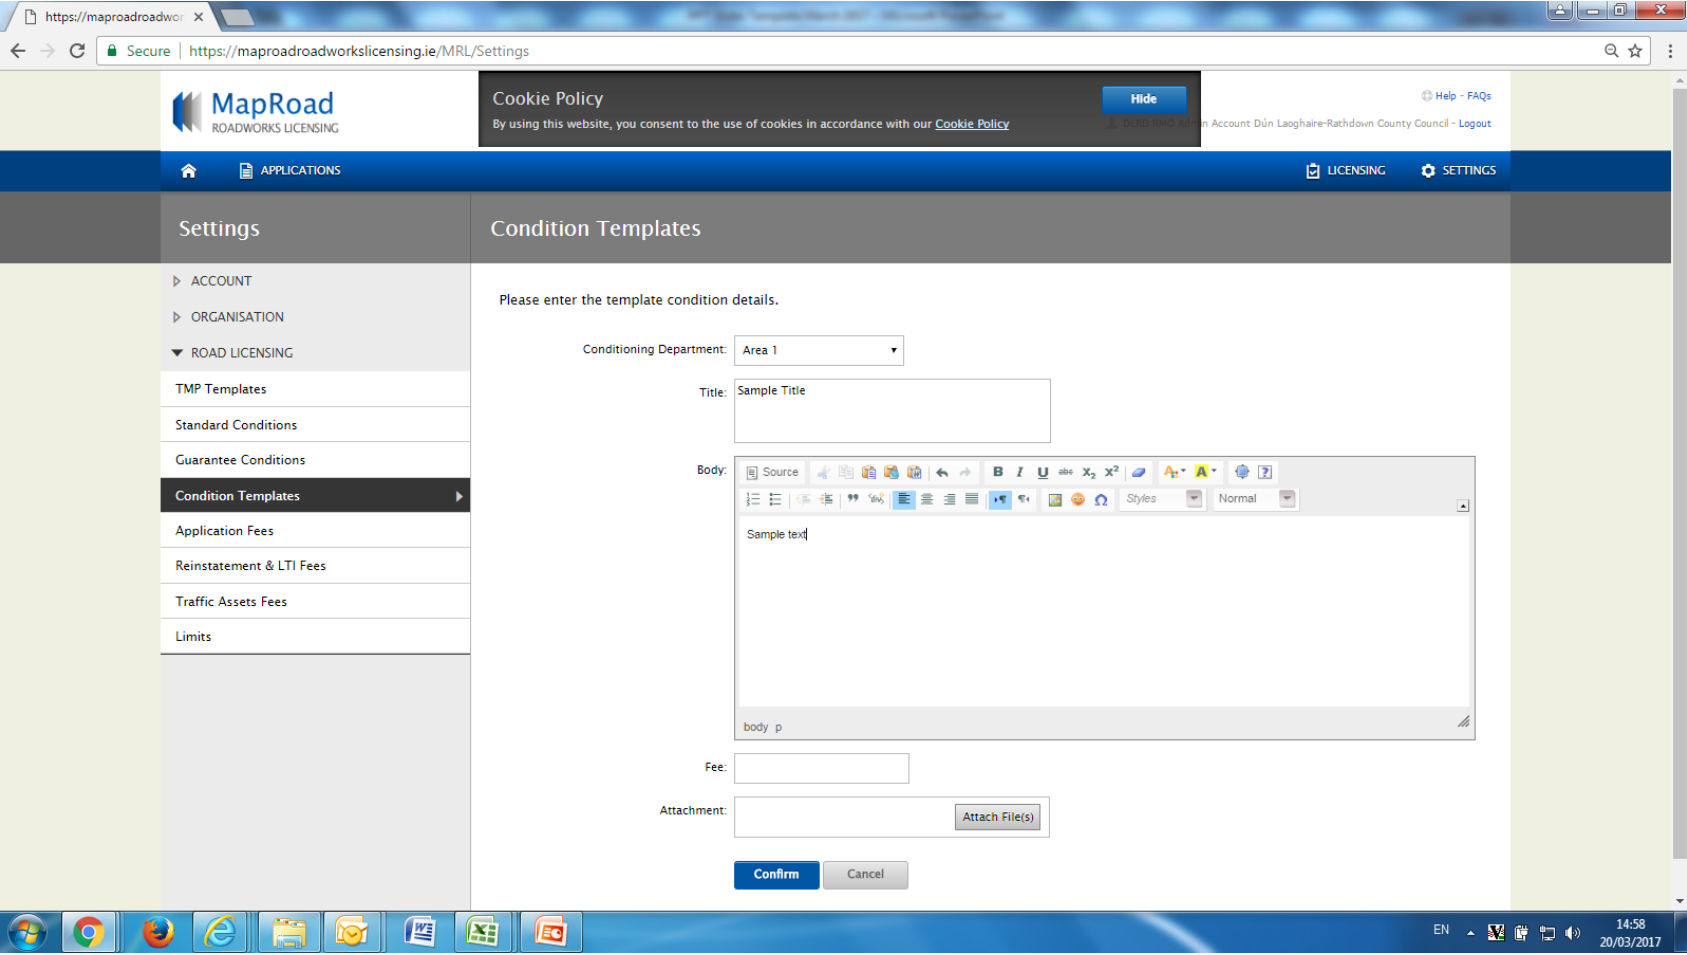 https://maproadroadwor
Secure
https://maproadroadworkslicensing.ie/MRL/Settings
MapRoad
ROADWORKS LICENSING
Cookie Policy
By using this website, you consent to the use of cookies in accordance with our Cookie Policy
Hide
Help - FAQs
Account Dún Laoghaire-Rathdown County Council - Logout
APPLICATIONS
LICENSING
SETTINGS
Settings
Condition Templates
ACCOUNT
ORGANISATION
ROAD LICENSING
TMP Templates
Standard Conditions
Guarantee Conditions
Condition Templates
Application Fees
Reinstatement & LTI Fees
Traffic Assets Fees
Limits
Please enter the template condition details.
Conditioning Department: Area 1
Title: Sample Title
Body:
Source
Styles
Normal
Sample text
body p
Fee:
Attachment:
Attach File(s)
Confirm
Cancel
EN
14:58
20/03/2017